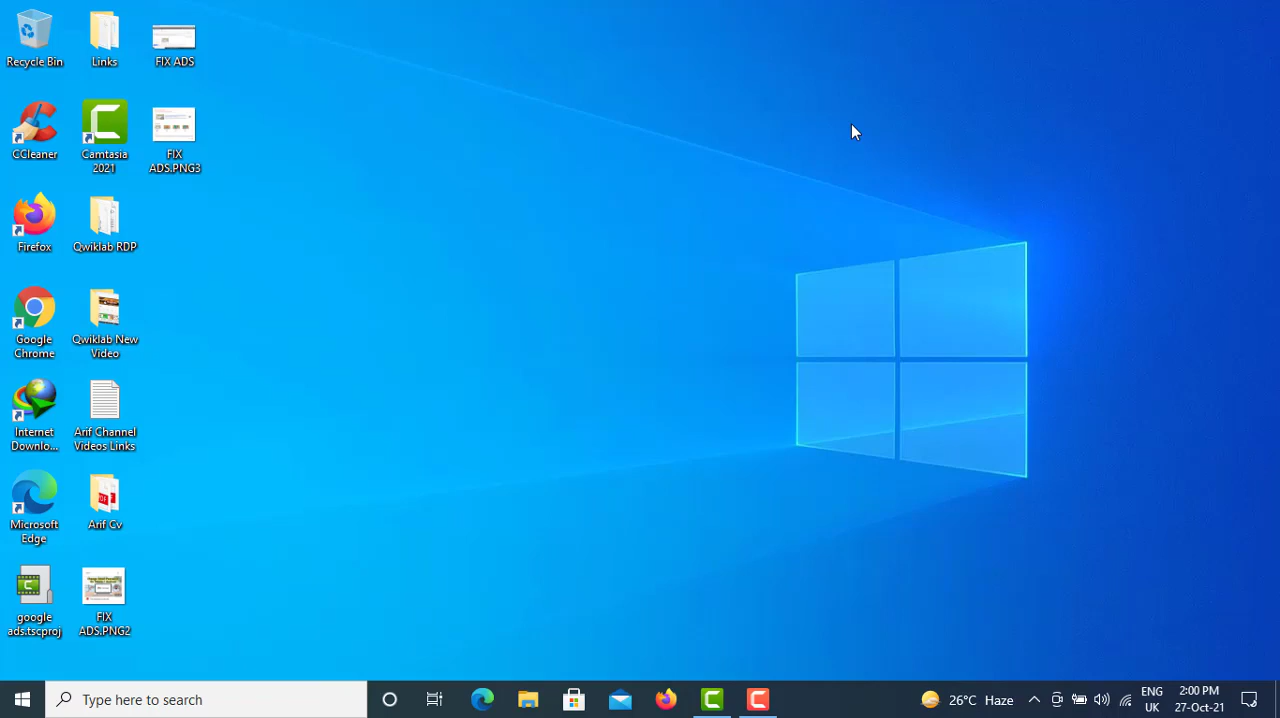 Recycle Bin
Links
FIX ADS
CCleaner
Camtasia
2021
FIX
ADS.PNG3
Firefox
Qwiklab RDP
Google
Chrome
Qwiklab New
Video
Internet
Downlo...
Arif Channel
Videos Links
Microsoft
Edge
PDF
Arif Cv
google
ads.tscproj
FIX
ADS.PNG2
Type here to search
26°C Haze
ENG
UK
2:00 PM
27-Oct-21